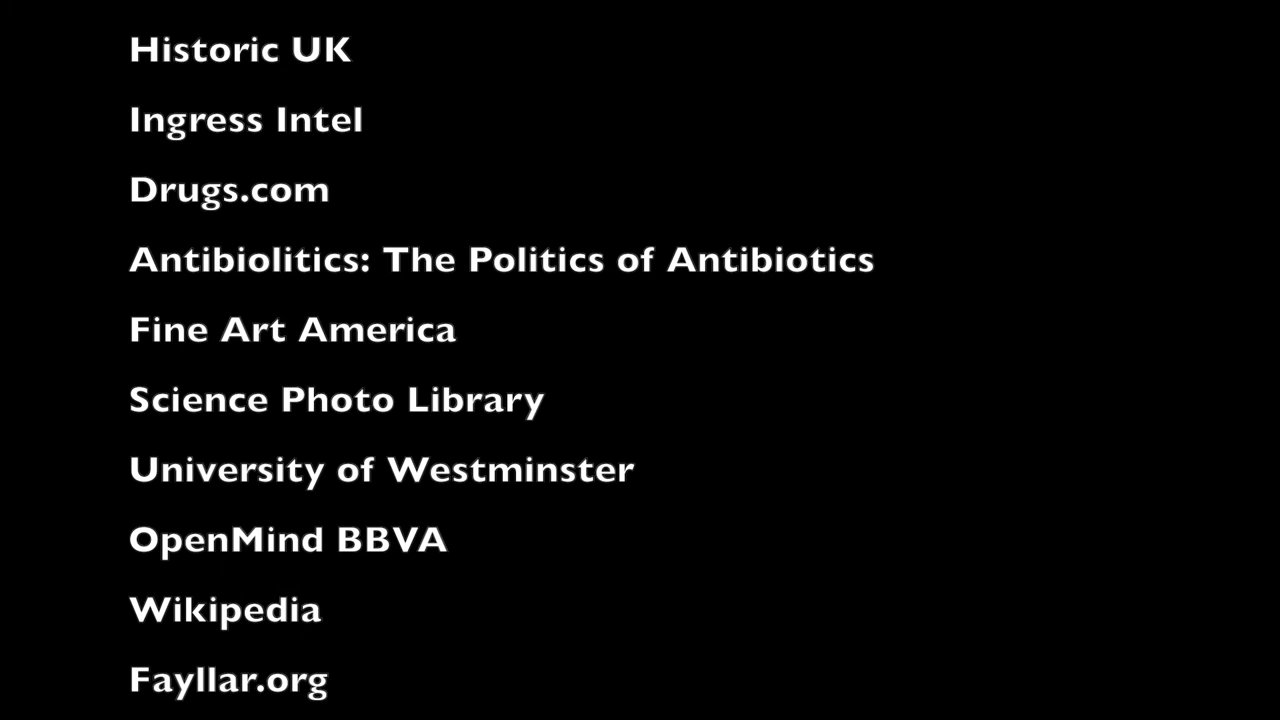 Historic UK
Ingress Intel
Drugs.com
Antibiolitics: The Politics of Antibiotics
Fine Art America
Science Photo Library
University of Westminster
OpenMind BBVA
Wikipedia
Fayllar.org